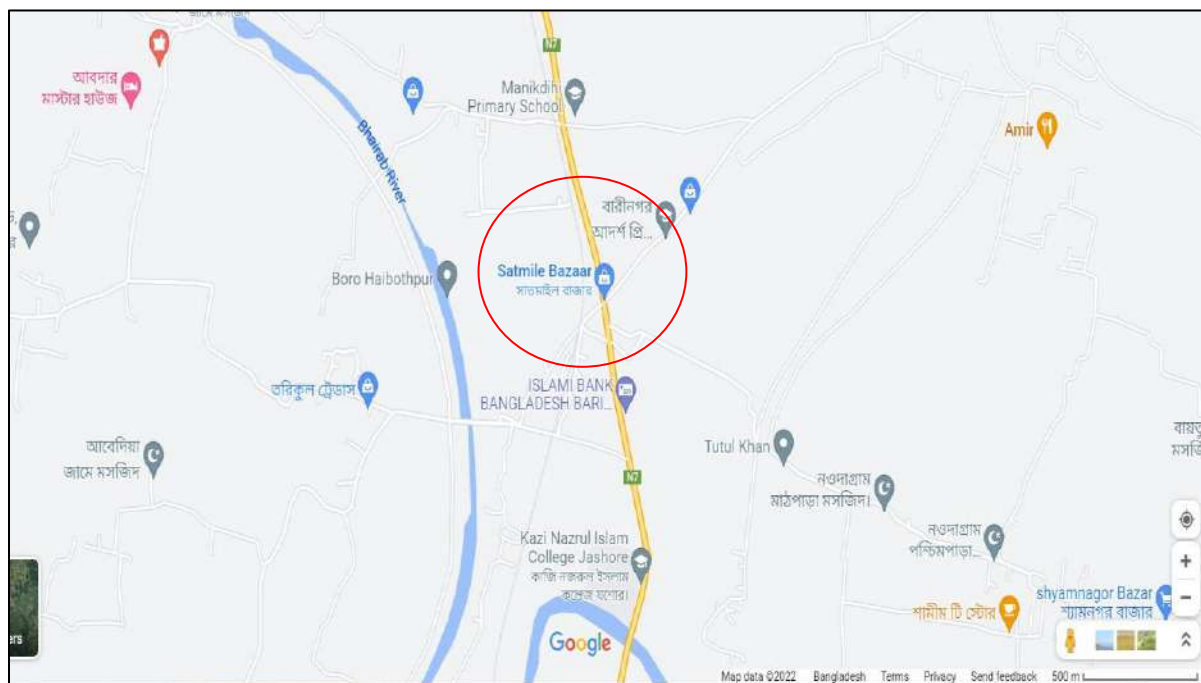 জামে মসজিদ
N7
আবদার
মাস্টার হাউজ
Manikdih
Primary School
Amir
Bhairab River
বারীনগর
আদর্শ প্রি...
Satmile Bazaar
সাতমাইল বাজার
Boro Haibothpur
ISLAMI BANK
BANGLADESH BARI...
তরিকুল ট্রেডাস
আবেদিয়া
জামে মসজিদ
Tutul Khan
N7
নওদাগ্রাম
মাঠপাড়া মসজিদ।
Kazi Nazrul Islam
College Jashore
কাজি নজরুল ইসলাম
কলেজ যশোর।
নওদাগ্রাম
পশ্চিমপাড়া...
shyamnagor Bazar
শ্যামনগর বাজার
শামীম টি স্টোর
Google
Map data ©2022 Bangladesh Terms Privacy Send feedback 500 m